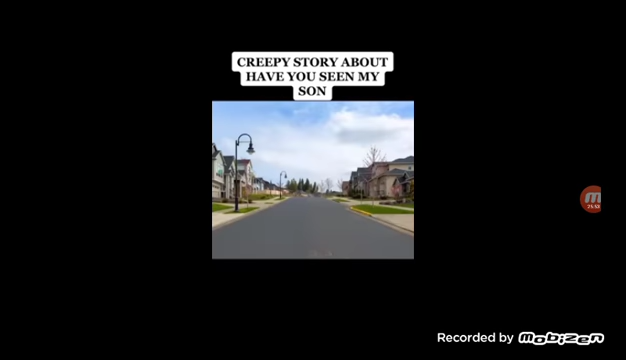 CREEPY STORY ABOUT
HAVE YOU SEEN MY
SON
Recorded by mobizen